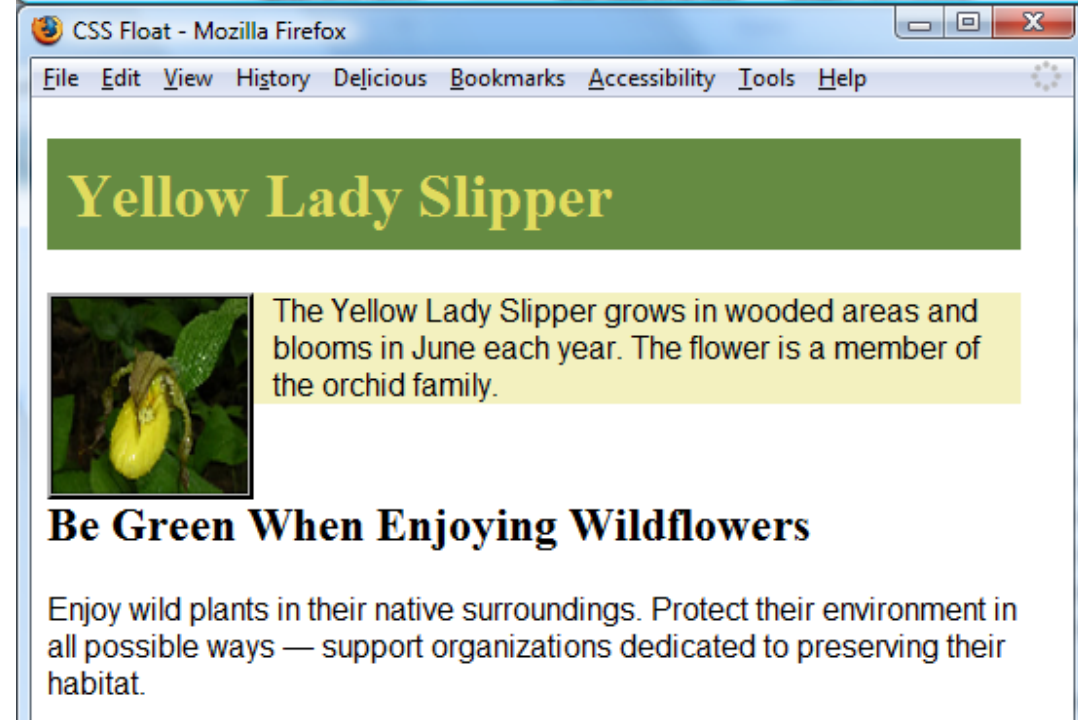 CSS Float - Mozilla Firefox
File Edit View History Delicious Bookmarks Accessibility Tools Help
Yellow Lady Slipper
The Yellow Lady Slipper grows in wooded areas and
blooms in June each year. The flower is a member of
the orchid family.
Be Green When Enjoying Wildflowers
Enjoy wild plants in their native surroundings. Protect their environment in
all possible ways — support organizations dedicated to preserving their
habitat.